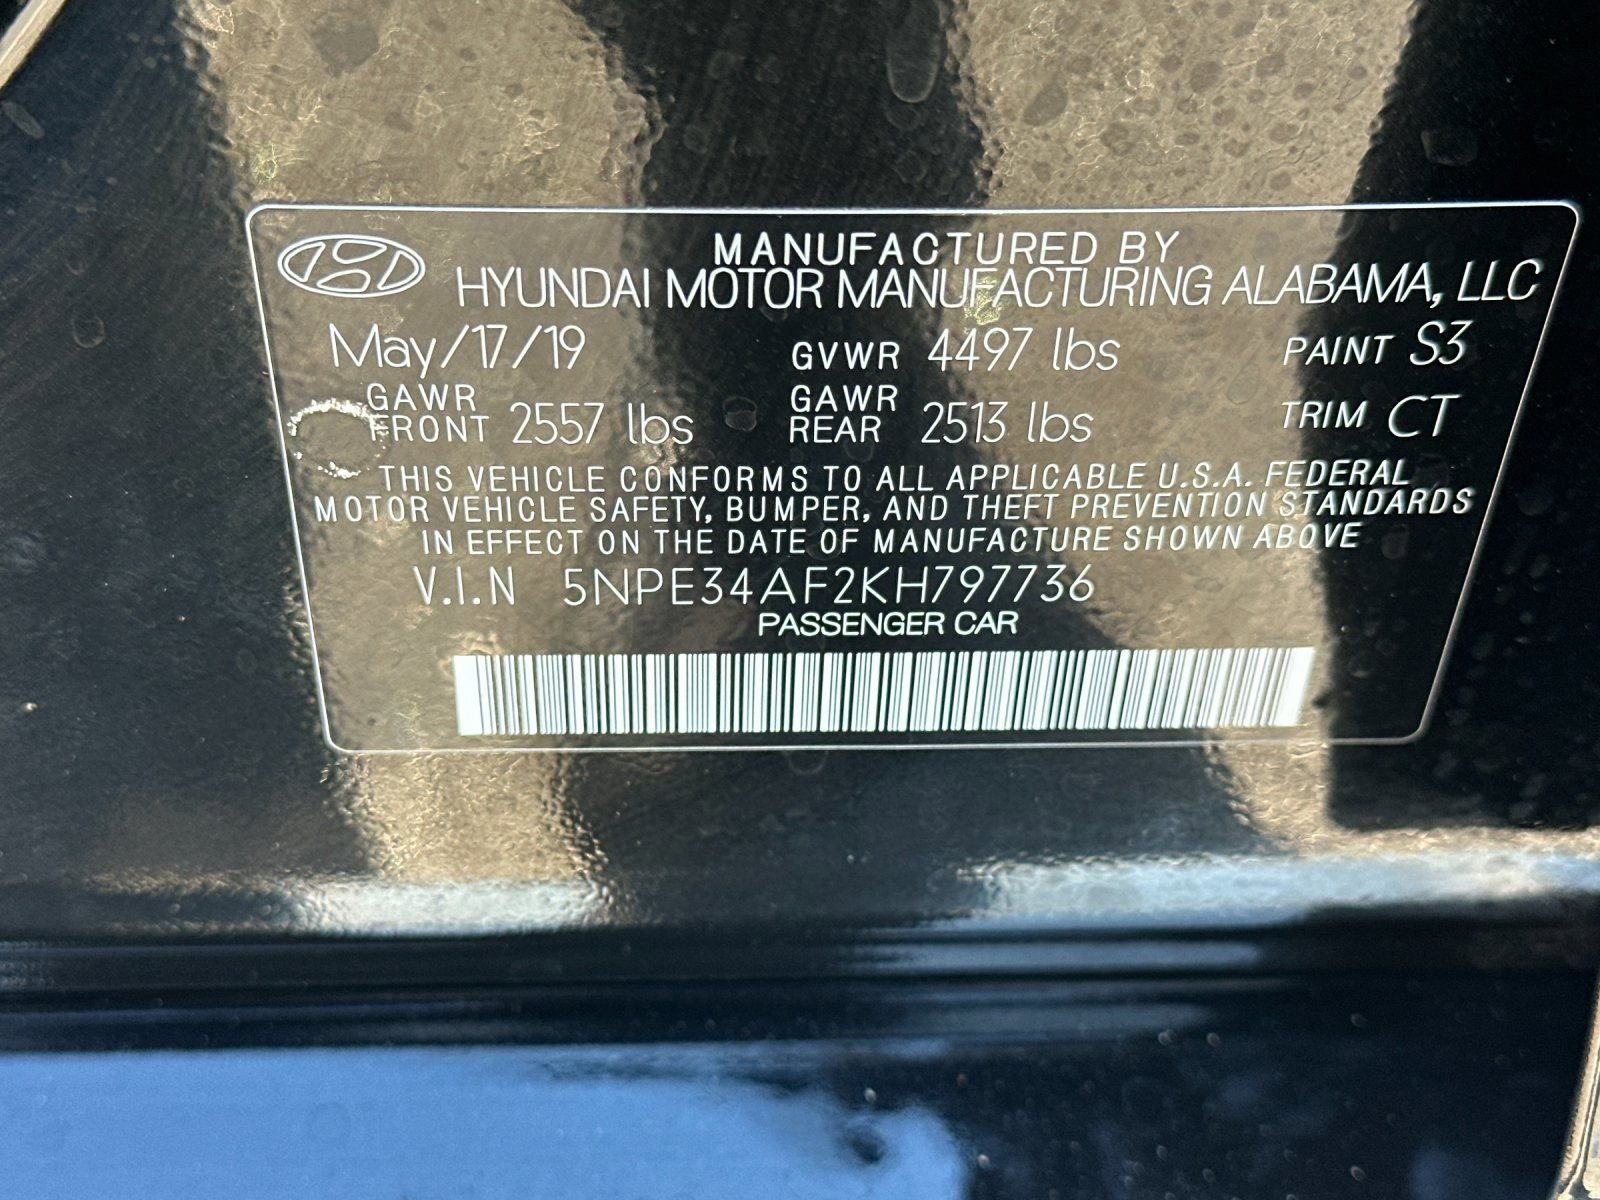 MANUFACTURED BY
HYUNDAI MOTOR MANUFACTURING ALABAMA, LLC
May/17/19 GVWR 4497 lbs PAINT S3
GAWR FRONT 2557 lbs GAWR REAR 2513 lbs TRIM CT
THIS VEHICLE CONFORMS TO ALL APPLICABLE U.S.A. FEDERAL
MOTOR VEHICLE SAFETY, BUMPER, AND THEFT PREVENTION STANDARDS
IN EFFECT ON THE DATE OF MANUFACTURE SHOWN ABOVE
V.I.N 5NPE34AF2KH797736
PASSENGER CAR